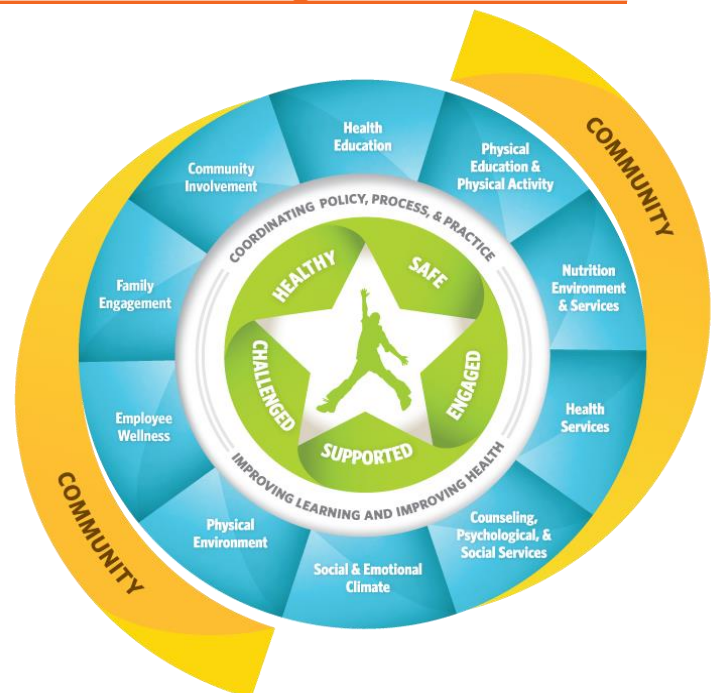 COMMUNITY
Health
Education
Physical
Education &
Physical Activity
Nutrition
Environment
& Services
Health
Services
Counseling,
Psychological, &
Social Services
Social & Emotional
Climate
Physical
Environment
Employee
Wellness
Family
Engagement
Community
Involvement
COORDINATING POLICY, PROCESS, & PRACTICE
IMPROVING LEARNING AND IMPROVING HEALTH
HEALTHY
SAFE
ENGAGED
SUPPORTED
CHALLENGED
COMMUNITY